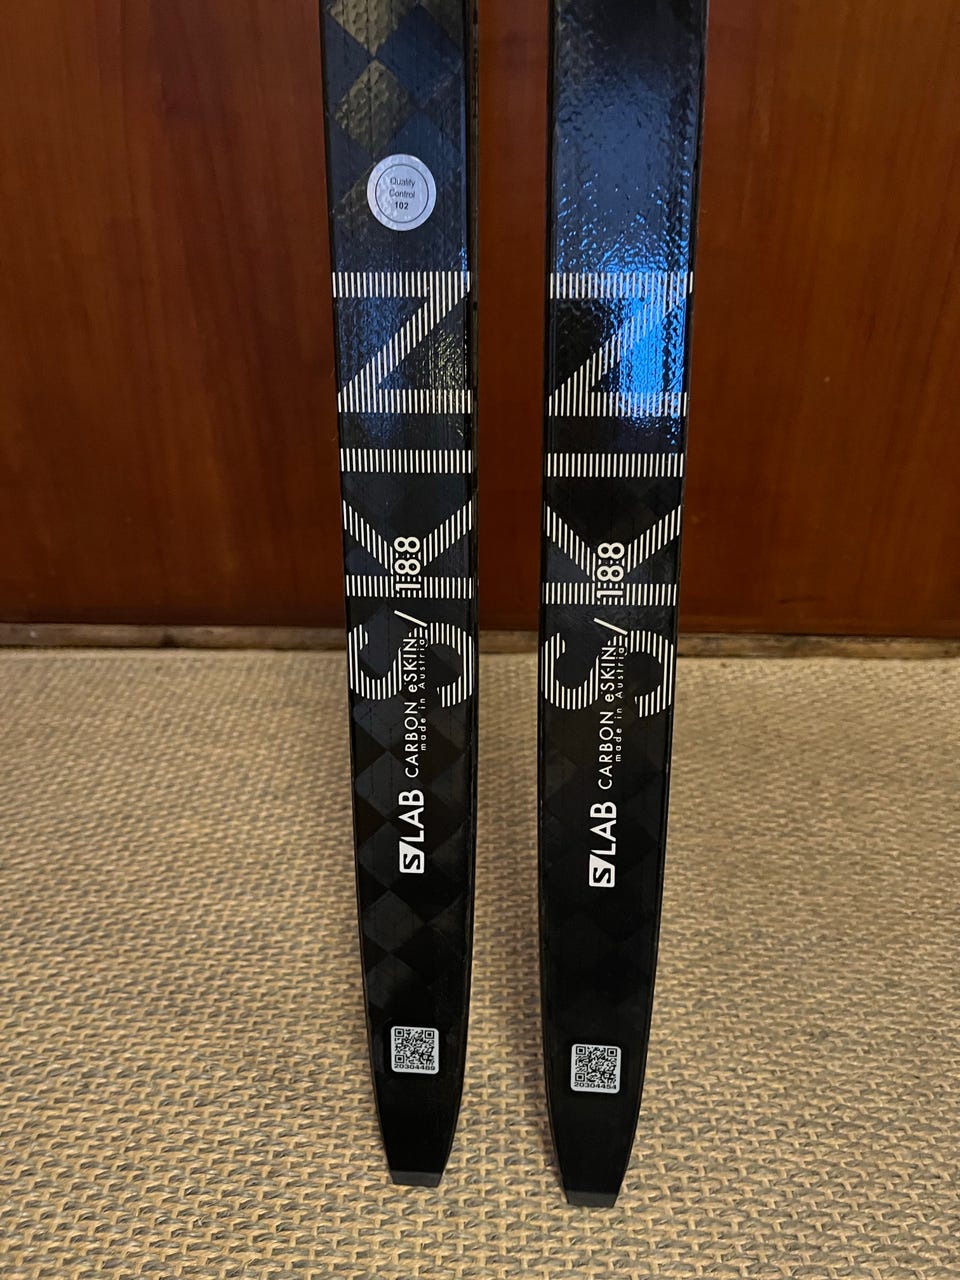 Quality
Control
102
SKIN
S/LAB CARBON eSKIN / 188
made in Austria
20304489
SKIN
S/LAB CARBON eSKIN / 188
made in Austria
20304454